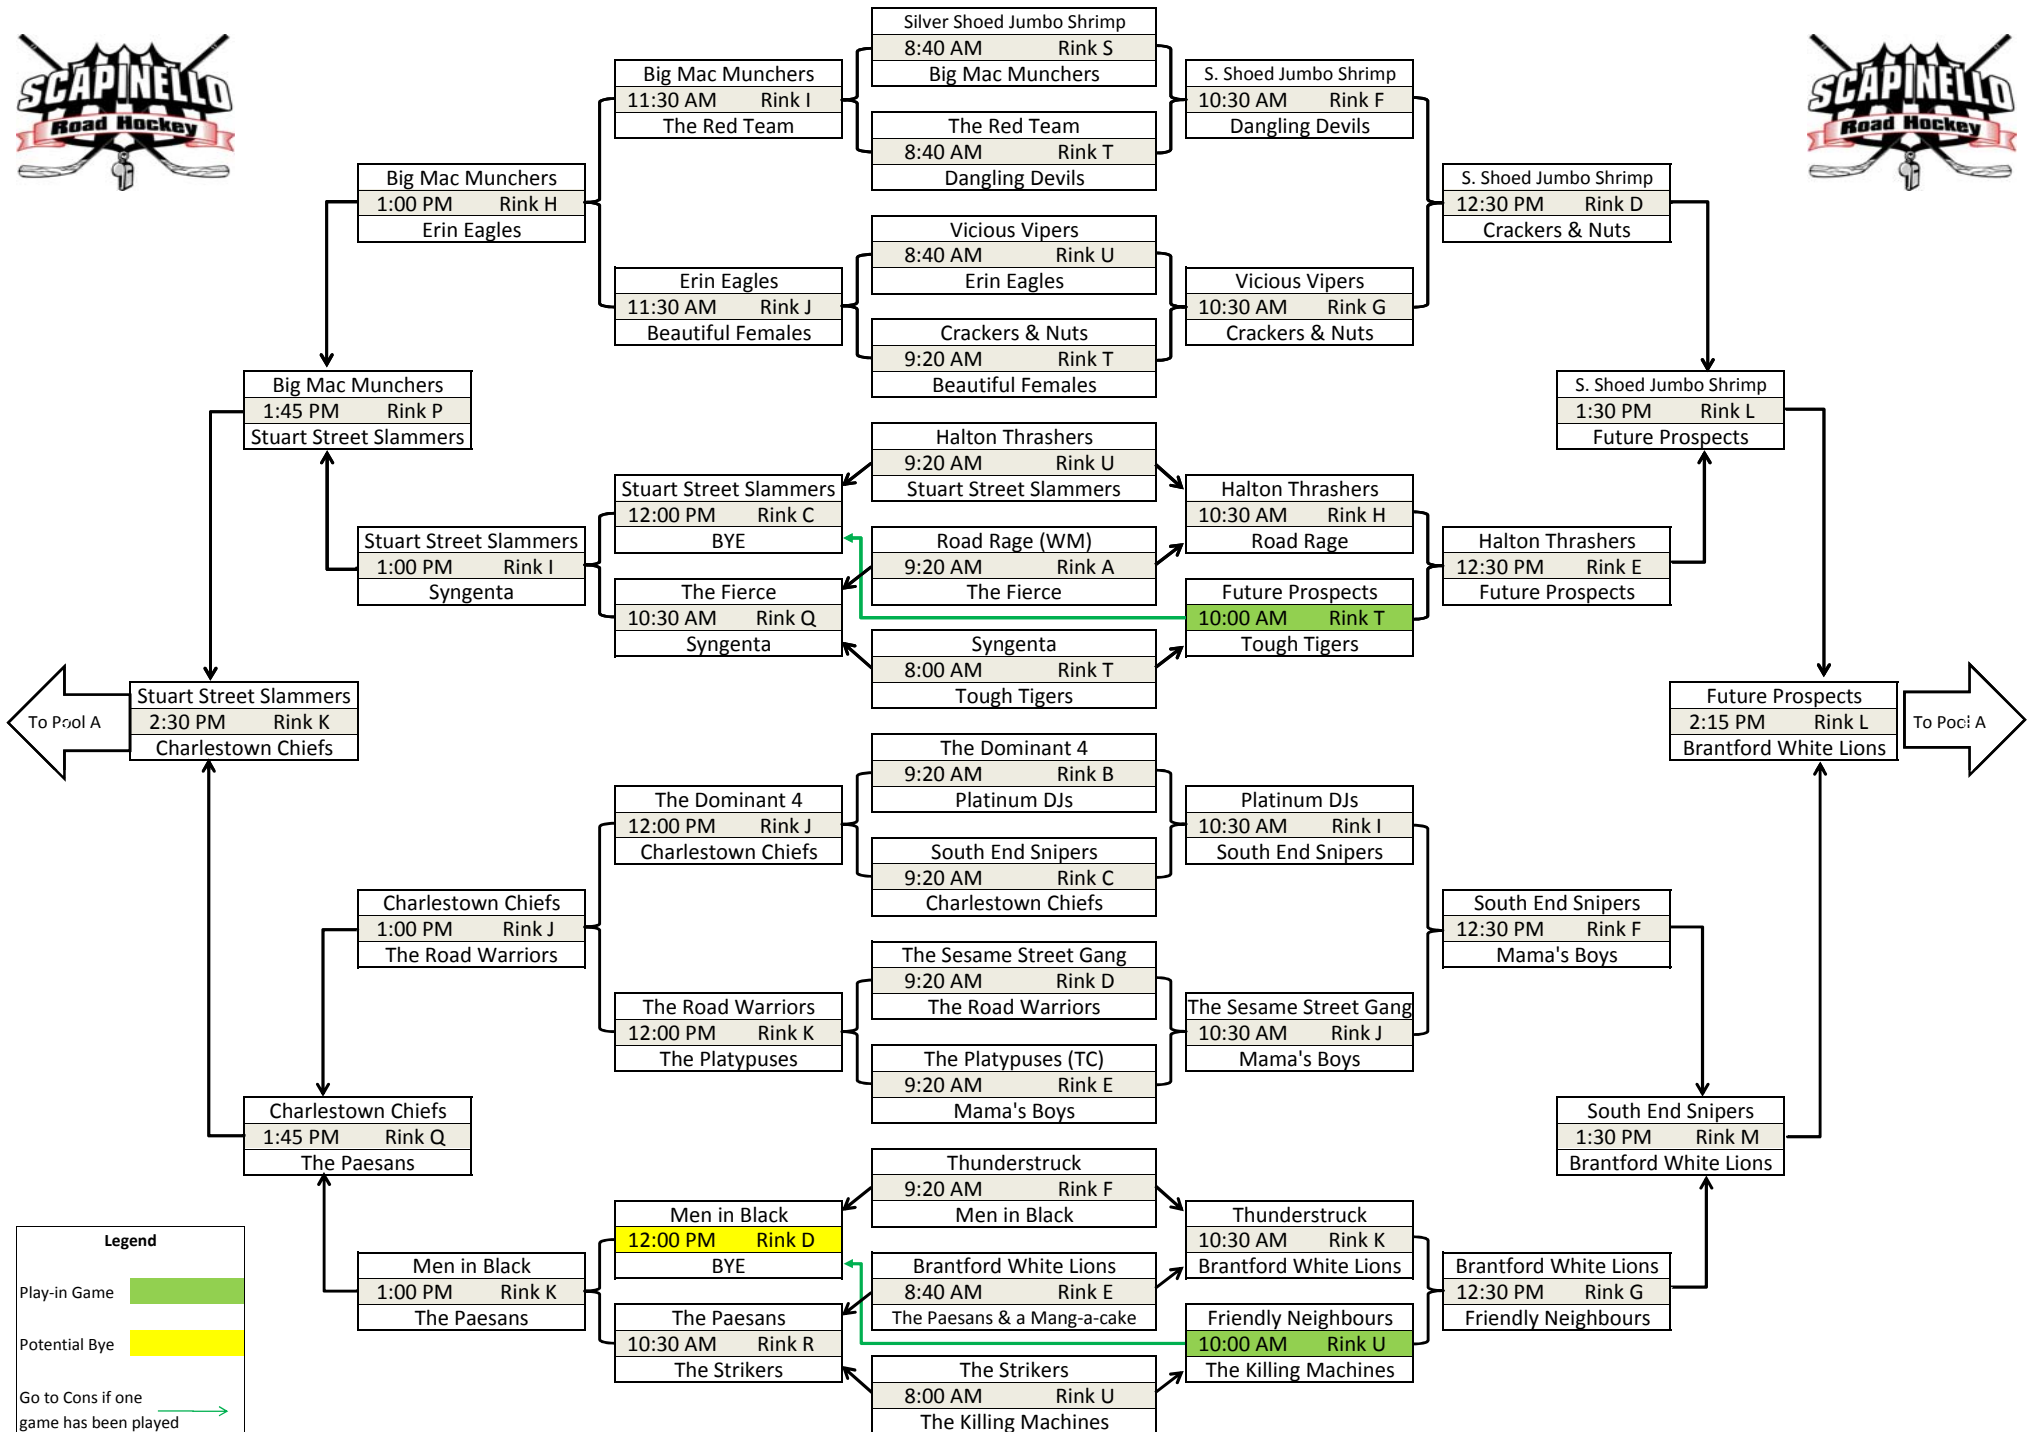 SCAPINELLO
Road Hockey
SCAPINELLO
Road Hockey
Silver Shoed Jumbo Shrimp
8:40 AM Rink S
Big Mac Munchers
Big Mac Munchers
11:30 AM Rink I
The Red Team
S. Shoed Jumbo Shrimp
10:30 AM Rink F
Dangling Devils
The Red Team
8:40 AM Rink T
Dangling Devils
Big Mac Munchers
1:00 PM Rink H
Erin Eagles
S. Shoed Jumbo Shrimp
12:30 PM Rink D
Crackers & Nuts
Vicious Vipers
8:40 AM Rink U
Erin Eagles
Erin Eagles
11:30 AM Rink J
Beautiful Females
Vicious Vipers
10:30 AM Rink G
Crackers & Nuts
Crackers & Nuts
9:20 AM Rink T
Beautiful Females
Big Mac Munchers
1:45 PM Rink P
Stuart Street Slammers
S. Shoed Jumbo Shrimp
1:30 PM Rink L
Future Prospects
Halton Thrashers
9:20 AM Rink U
Stuart Street Slammers
Stuart Street Slammers
12:00 PM Rink C
BYE
Halton Thrashers
10:30 AM Rink H
Road Rage
Stuart Street Slammers
1:00 PM Rink I
Syngenta
Road Rage (WM)
9:20 AM Rink A
The Fierce
Halton Thrashers
12:30 PM Rink E
Future Prospects
The Fierce
10:30 AM Rink Q
Syngenta
Future Prospects
10:00 AM Rink T
Tough Tigers
Syngenta
8:00 AM Rink T
Tough Tigers
To Pool A
Stuart Street Slammers
2:30 PM Rink K
Charlestown Chiefs
Future Prospects
2:15 PM Rink L
Brantford White Lions
To Pool A
The Dominant 4
9:20 AM Rink B
Platinum DJs
The Dominant 4
12:00 PM Rink J
Charlestown Chiefs
Platinum DJs
10:30 AM Rink I
South End Snipers
South End Snipers
9:20 AM Rink C
Charlestown Chiefs
Charlestown Chiefs
1:00 PM Rink J
The Road Warriors
South End Snipers
12:30 PM Rink F
Mama's Boys
The Sesame Street Gang
9:20 AM Rink D
The Road Warriors
The Road Warriors
12:00 PM Rink K
The Platypuses
The Sesame Street Gang
10:30 AM Rink J
Mama's Boys
The Platypuses (TC)
9:20 AM Rink E
Mama's Boys
Charlestown Chiefs
1:45 PM Rink Q
The Paesans
South End Snipers
1:30 PM Rink M
Brantford White Lions
Thunderstruck
9:20 AM Rink F
Men in Black
Men in Black
12:00 PM Rink D
BYE
Thunderstruck
10:30 AM Rink K
Brantford White Lions
Men in Black
1:00 PM Rink K
The Paesans
Brantford White Lions
8:40 AM Rink E
The Paesans & a Mang-a-cake
Brantford White Lions
12:30 PM Rink G
Friendly Neighbours
The Paesans
10:30 AM Rink R
The Strikers
Friendly Neighbours
10:00 AM Rink U
The Killing Machines
The Strikers
8:00 AM Rink U
The Killing Machines
Legend
Play-in Game
Potential Bye
Go to Cons if one
game has been played